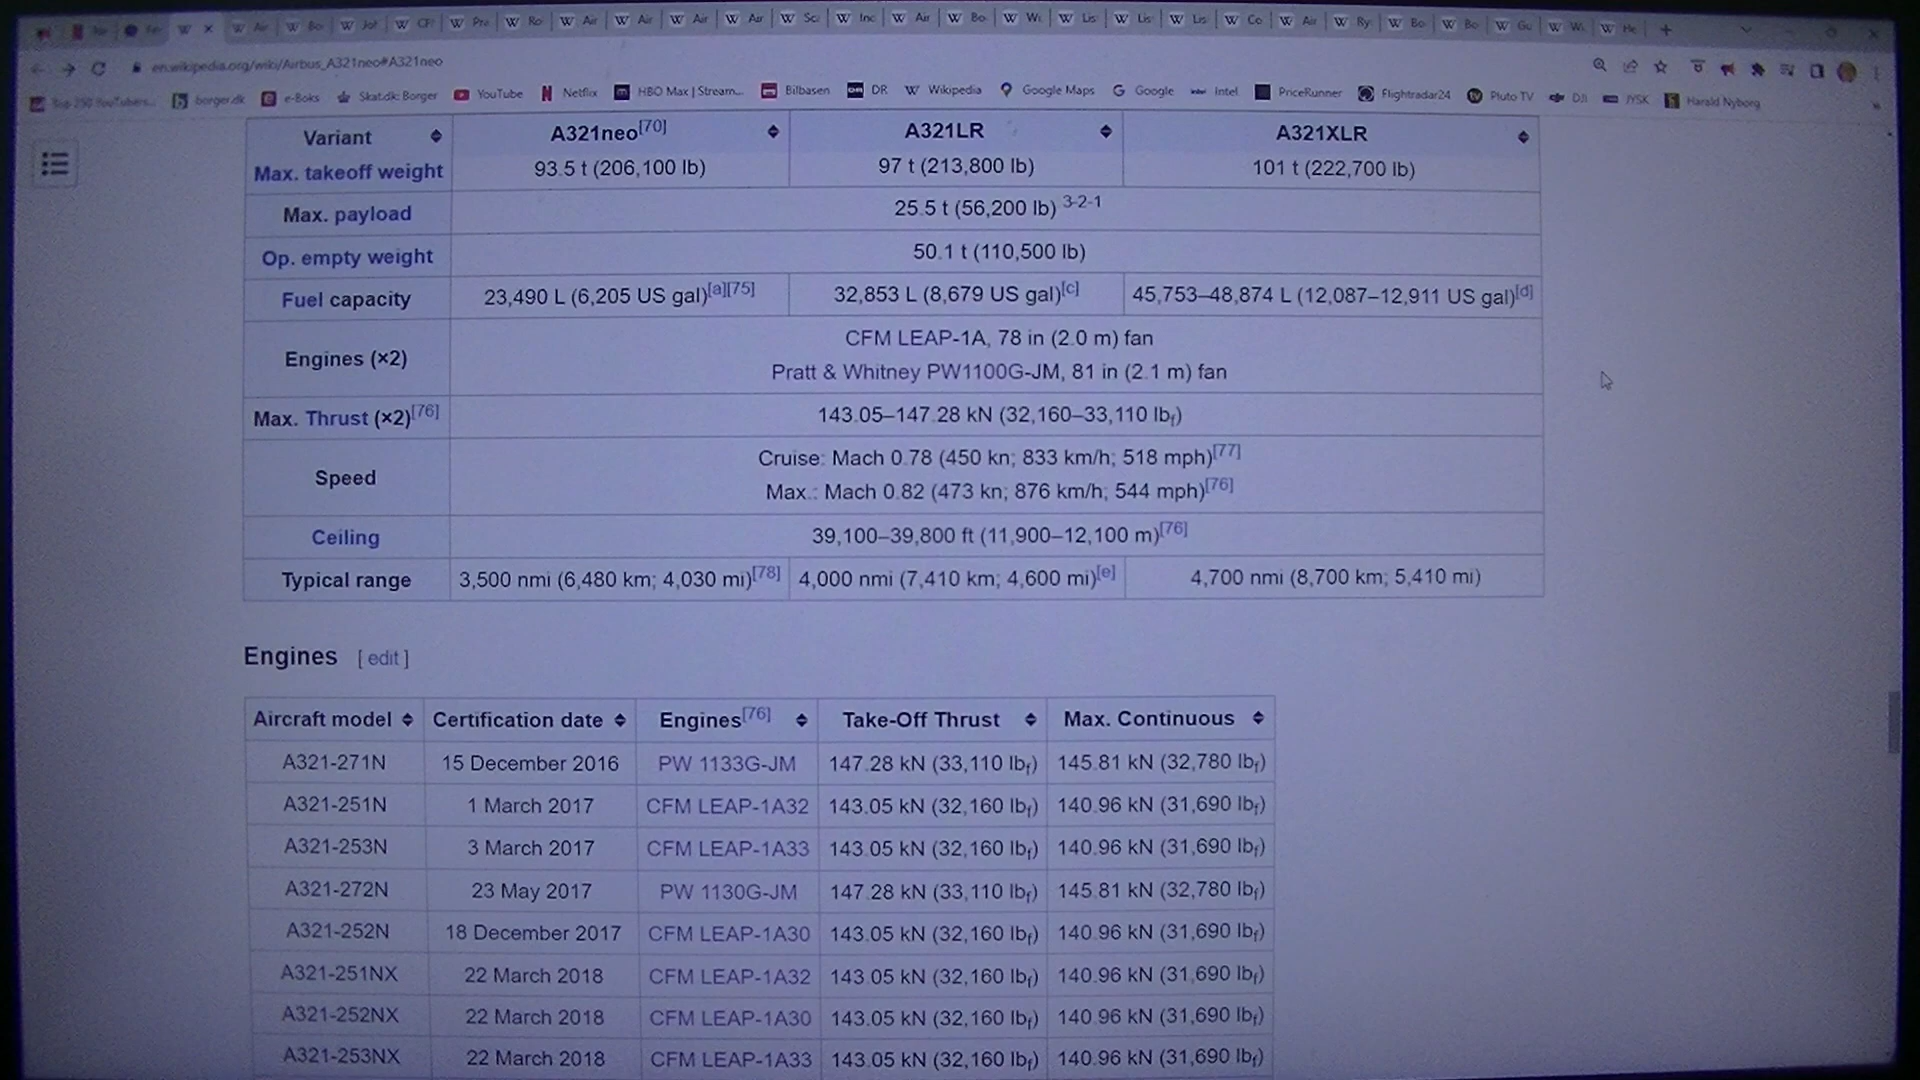 en.wikipedia.org/wiki/Airbus_A321neo#A321neo
Top 250 YouTubers... borger.dk e-Boks Skat.dk: Borger YouTube Netflix HBO Max | Stream... Bilbasen DR Wikipedia Google Maps Google Intel PriceRunner Flightradar24 Pluto TV DJI JYSK Harald Nyborg
Variant A321neo[70] A321LR A321XLR
Max. takeoff weight 93.5 t (206,100 lb) 97 t (213,800 lb) 101 t (222,700 lb)
Max. payload 25.5 t (56,200 lb) 3-2-1
Op. empty weight 50.1 t (110,500 lb)
Fuel capacity 23,490 L (6,205 US gal)[a][75] 32,853 L (8,679 US gal)[c] 45,753–48,874 L (12,087–12,911 US gal)[d]
Engines (×2) CFM LEAP-1A, 78 in (2.0 m) fan
Pratt & Whitney PW1100G-JM, 81 in (2.1 m) fan
Max. Thrust (×2)[76] 143.05–147.28 kN (32,160–33,110 lbf)
Speed Cruise: Mach 0.78 (450 kn; 833 km/h; 518 mph)[77]
Max.: Mach 0.82 (473 kn; 876 km/h; 544 mph)[76]
Ceiling 39,100–39,800 ft (11,900–12,100 m)[76]
Typical range 3,500 nmi (6,480 km; 4,030 mi)[78] 4,000 nmi (7,410 km; 4,600 mi)[e] 4,700 nmi (8,700 km; 5,410 mi)
Engines [ edit ]
Aircraft model Certification date Engines[76] Take-Off Thrust Max. Continuous
A321-271N 15 December 2016 PW 1133G-JM 147.28 kN (33,110 lbf) 145.81 kN (32,780 lbf)
A321-251N 1 March 2017 CFM LEAP-1A32 143.05 kN (32,160 lbf) 140.96 kN (31,690 lbf)
A321-253N 3 March 2017 CFM LEAP-1A33 143.05 kN (32,160 lbf) 140.96 kN (31,690 lbf)
A321-272N 23 May 2017 PW 1130G-JM 147.28 kN (33,110 lbf) 145.81 kN (32,780 lbf)
A321-252N 18 December 2017 CFM LEAP-1A30 143.05 kN (32,160 lbf) 140.96 kN (31,690 lbf)
A321-251NX 22 March 2018 CFM LEAP-1A32 143.05 kN (32,160 lbf) 140.96 kN (31,690 lbf)
A321-252NX 22 March 2018 CFM LEAP-1A30 143.05 kN (32,160 lbf) 140.96 kN (31,690 lbf)
A321-253NX 22 March 2018 CFM LEAP-1A33 143.05 kN (32,160 lbf) 140.96 kN (31,690 lbf)